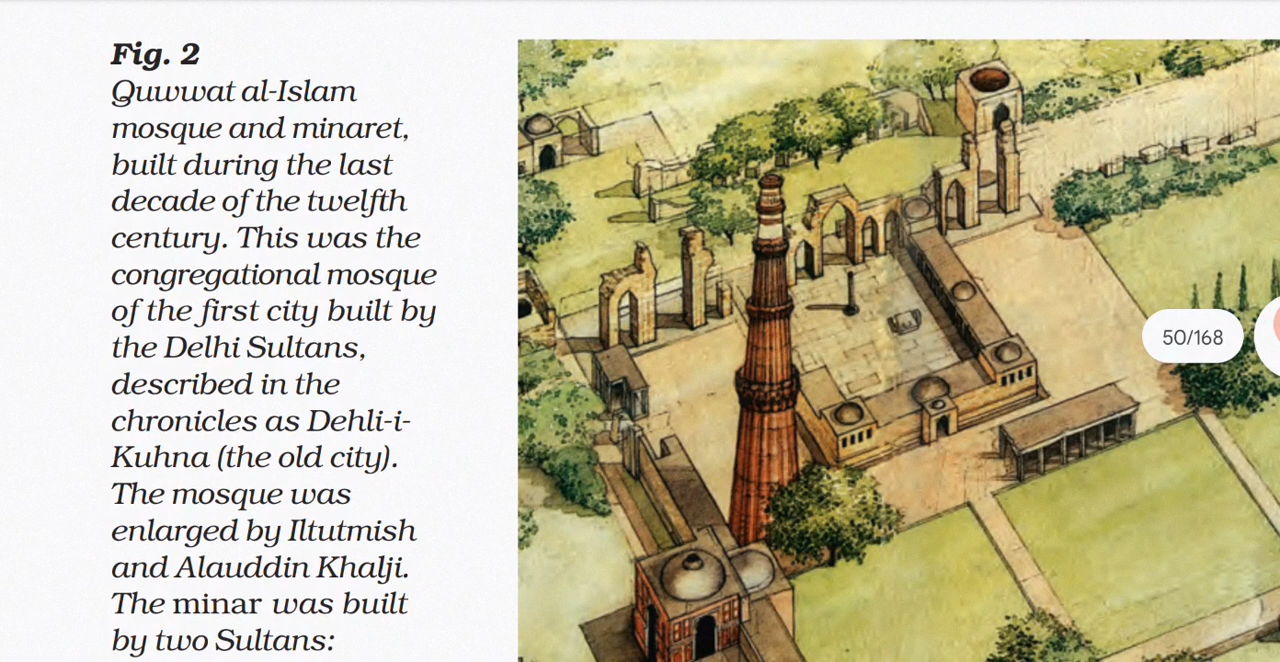 Fig. 2
Quwwat al-Islam
mosque and minaret,
built during the last
decade of the twelfth
century. This was the
congregational mosque
of the first city built by
the Delhi Sultans,
described in the
chronicles as Dehli-i-
Kuhna (the old city).
The mosque was
enlarged by Iltutmish
and Alauddin Khalji.
The minar was built
by two Sultans:
50/168